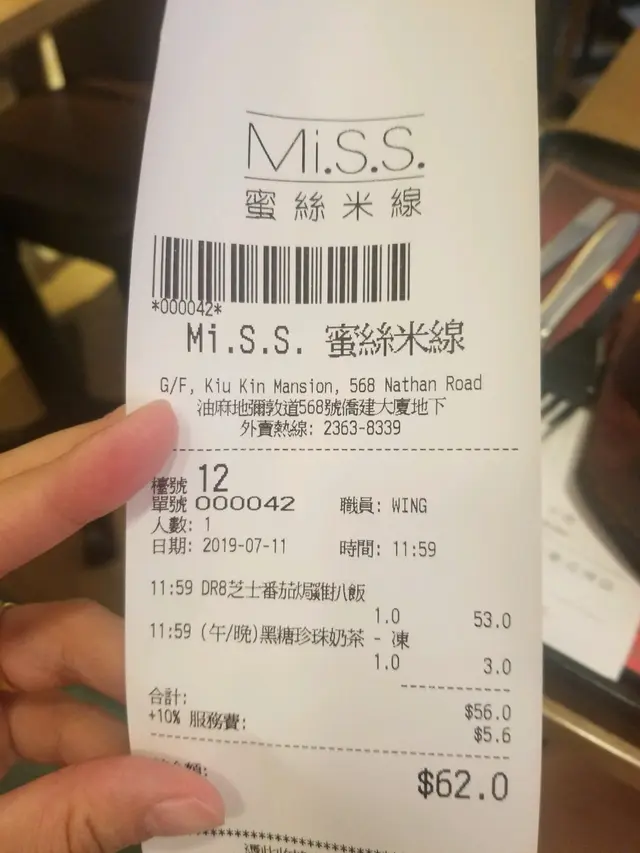 Mi.S.S.
蜜絲米線
*000042*
Mi.S.S. 蜜絲米線
G/F, Kiu Kin Mansion, 568 Nathan Road
油麻地彌敦道568號僑建大廈地下
外賣熱線: 2363-8339
檯號 12
單號 000042 職員: WING
人數: 1
日期: 2019-07-11 時間: 11:59
11:59 DR8芝士番茄焗雞扒飯
1.0 53.0
11:59 (午/晚)黑糖珍珠奶茶 - 凍
1.0 3.0
合計: $56.0
+10% 服務費: $5.6
$62.0